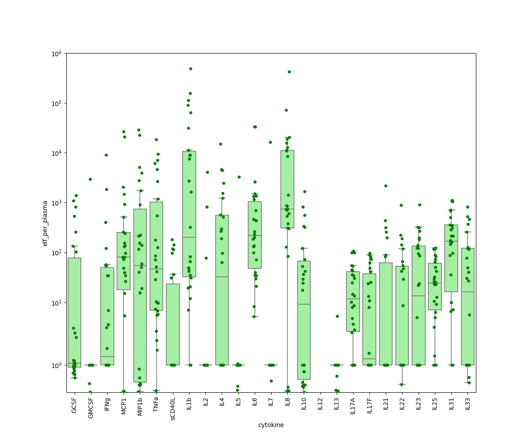 elf_per_plasma
10⁶
10⁵
10⁴
10³
10²
10¹
10⁰
GCSF
GMCSF
IFNg
MCP1
MIP1b
TNFa
sCD40L
IL1b
IL2
IL4
IL5
IL6
IL7
IL8
IL10
IL12
IL13
IL17A
IL17F
IL21
IL22
IL23
IL25
IL31
IL33
cytokine